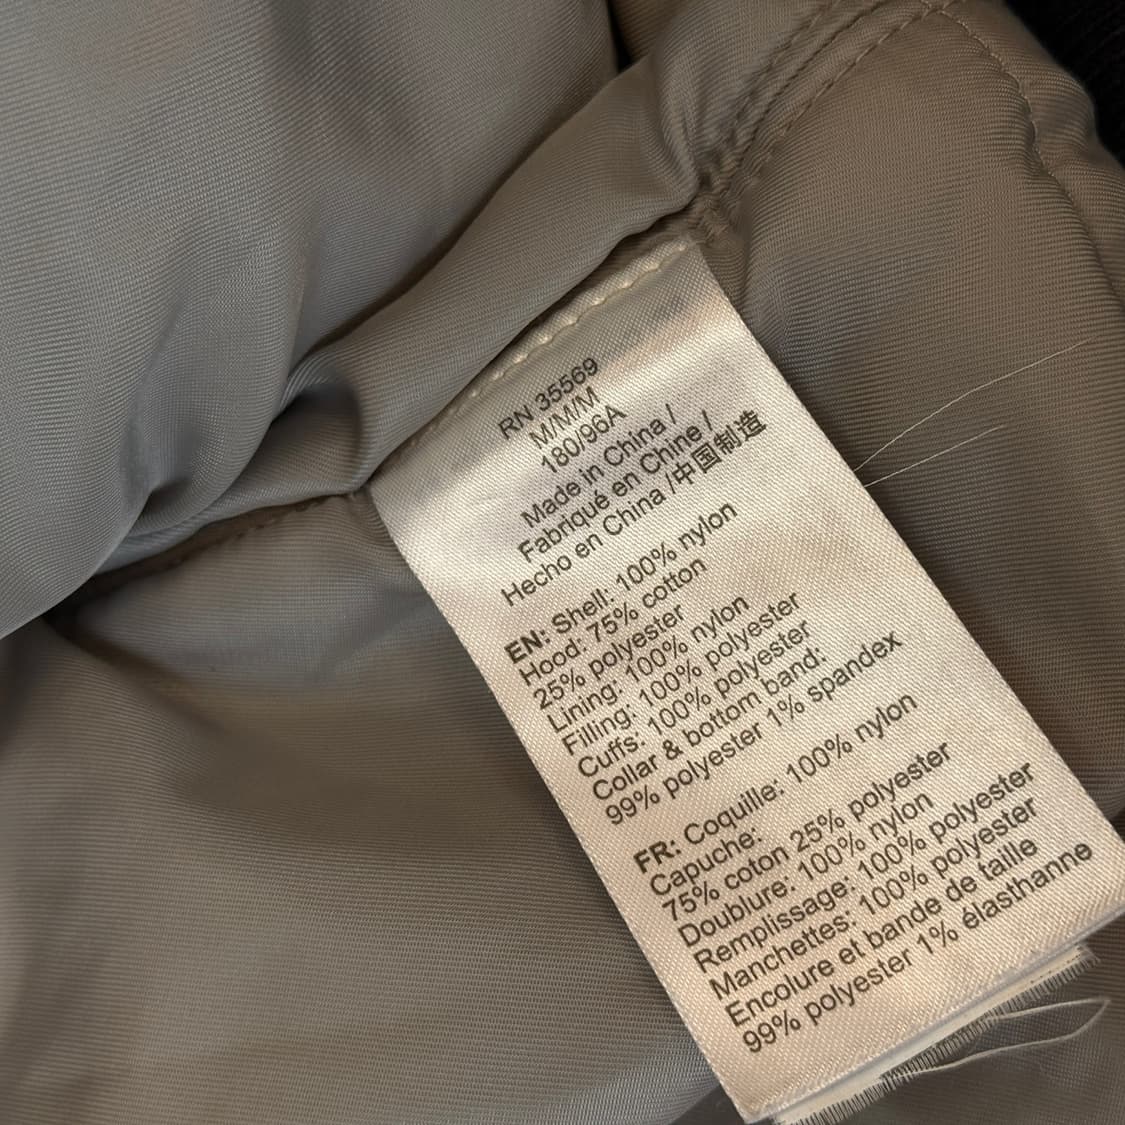 RN 35569
M/M/M
180/96A
Made in China /
Fabriqué en Chine /
Hecho en China /中国制造
EN: Shell: 100% nylon
Hood: 75% cotton
25% polyester
Lining: 100% nylon
Filling: 100% polyester
Cuffs: 100% polyester
Collar & bottom band:
99% polyester 1% spandex
FR: Coquille: 100% nylon
Capuche:
75% coton 25% polyester
Doublure: 100% nylon
Remplissage: 100% polyester
Manchettes: 100% polyester
Encolure et bande de taille
99% polyester 1% élasthanne